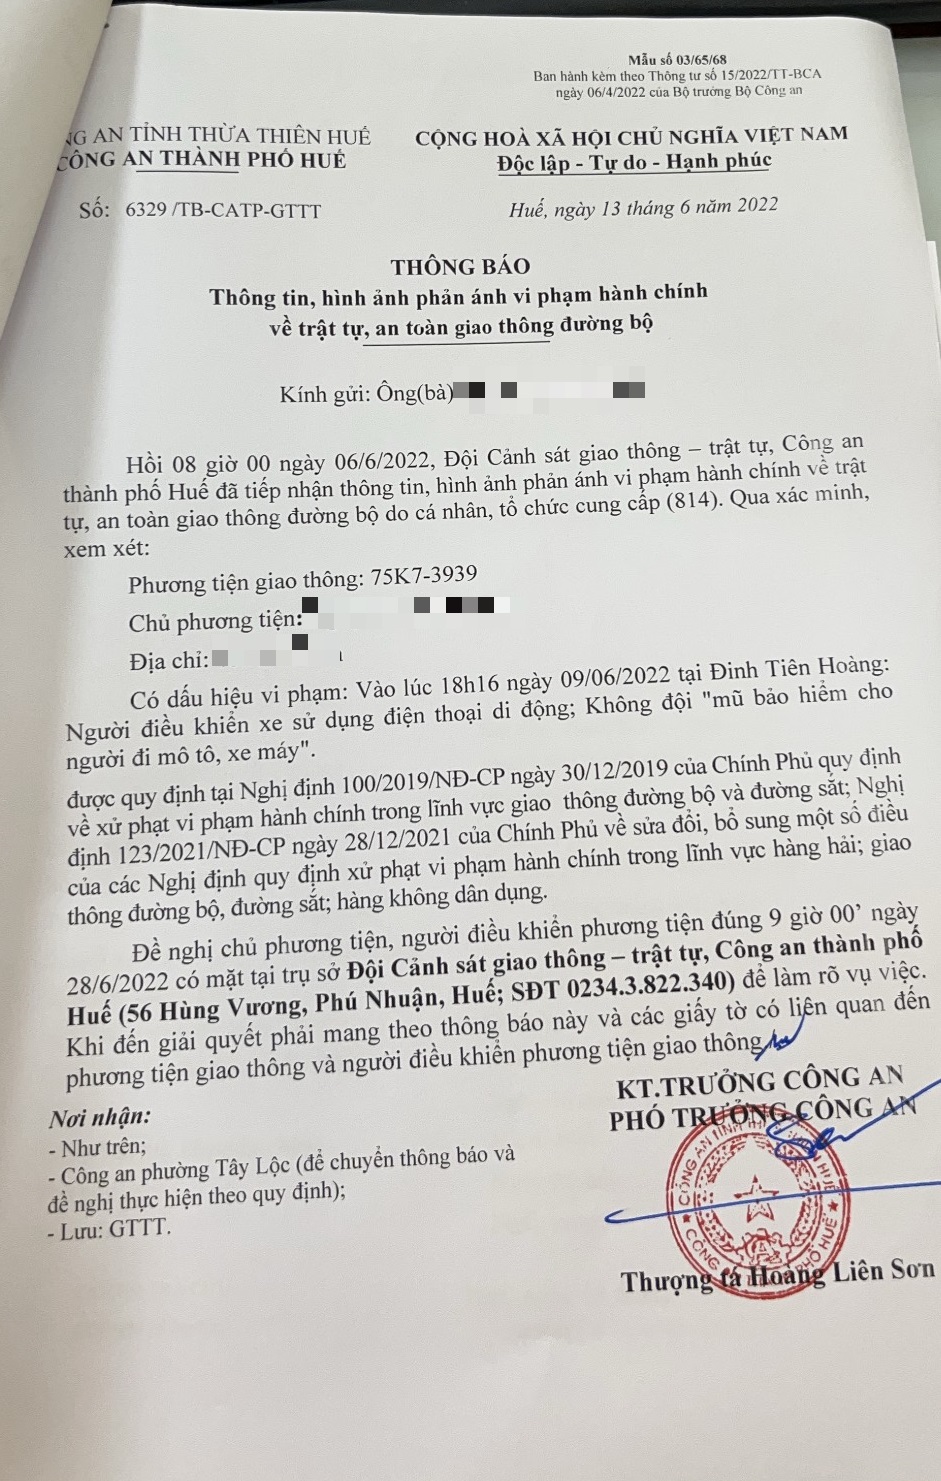 Mẫu số 03/65/68
Ban hành kèm theo Thông tư số 15/2022/TT-BCA
ngày 06/4/2022 của Bộ trưởng Bộ Công an
AN TỈNH THỪA THIÊN HUẾ
CÔNG AN THÀNH PHỐ HUẾ
CỘNG HOÀ XÃ HỘI CHỦ NGHĨA VIỆT NAM
Độc lập - Tự do - Hạnh phúc
Số: 6329 /TB-CATP-GTTT
Huế, ngày 13 tháng 6 năm 2022
THÔNG BÁO
Thông tin, hình ảnh phản ánh vi phạm hành chính
về trật tự, an toàn giao thông đường bộ
Kính gửi: Ông(bà)
Hồi 08 giờ 00 ngày 06/6/2022, Đội Cảnh sát giao thông – trật tự, Công an
thành phố Huế đã tiếp nhận thông tin, hình ảnh phản ánh vi phạm hành chính về trật
tự, an toàn giao thông đường bộ do cá nhân, tổ chức cung cấp (814). Qua xác minh,
xem xét:
Phương tiện giao thông: 75K7-3939
Chủ phương tiện:
Địa chỉ:
Có dấu hiệu vi phạm: Vào lúc 18h16 ngày 09/06/2022 tại Đinh Tiên Hoàng:
Người điều khiển xe sử dụng điện thoại di động; Không đội "mũ bảo hiểm cho
người đi mô tô, xe máy".
được quy định tại Nghị định 100/2019/NĐ-CP ngày 30/12/2019 của Chính Phủ quy định
về xử phạt vi phạm hành chính trong lĩnh vực giao thông đường bộ và đường sắt; Nghị
định 123/2021/NĐ-CP ngày 28/12/2021 của Chính Phủ về sửa đổi, bổ sung một số điều
của các Nghị định quy định xử phạt vi phạm hành chính trong lĩnh vực hàng hải; giao
thông đường bộ, đường sắt; hàng không dân dụng.
Đề nghị chủ phương tiện, người điều khiển phương tiện đúng 9 giờ 00’ ngày
28/6/2022 có mặt tại trụ sở Đội Cảnh sát giao thông – trật tự, Công an thành phố
Huế (56 Hùng Vương, Phú Nhuận, Huế; SĐT 0234.3.822.340) để làm rõ vụ việc.
Khi đến giải quyết phải mang theo thông báo này và các giấy tờ có liên quan đến
phương tiện giao thông và người điều khiển phương tiện giao thông
Nơi nhận:
- Như trên;
- Công an phường Tây Lộc (để chuyển thông báo và
đề nghị thực hiện theo quy định);
- Lưu: GTTT.
KT.TRƯỞNG CÔNG AN
PHÓ TRƯỞNG CÔNG AN
Thượng tá Hoàng Liên Sơn